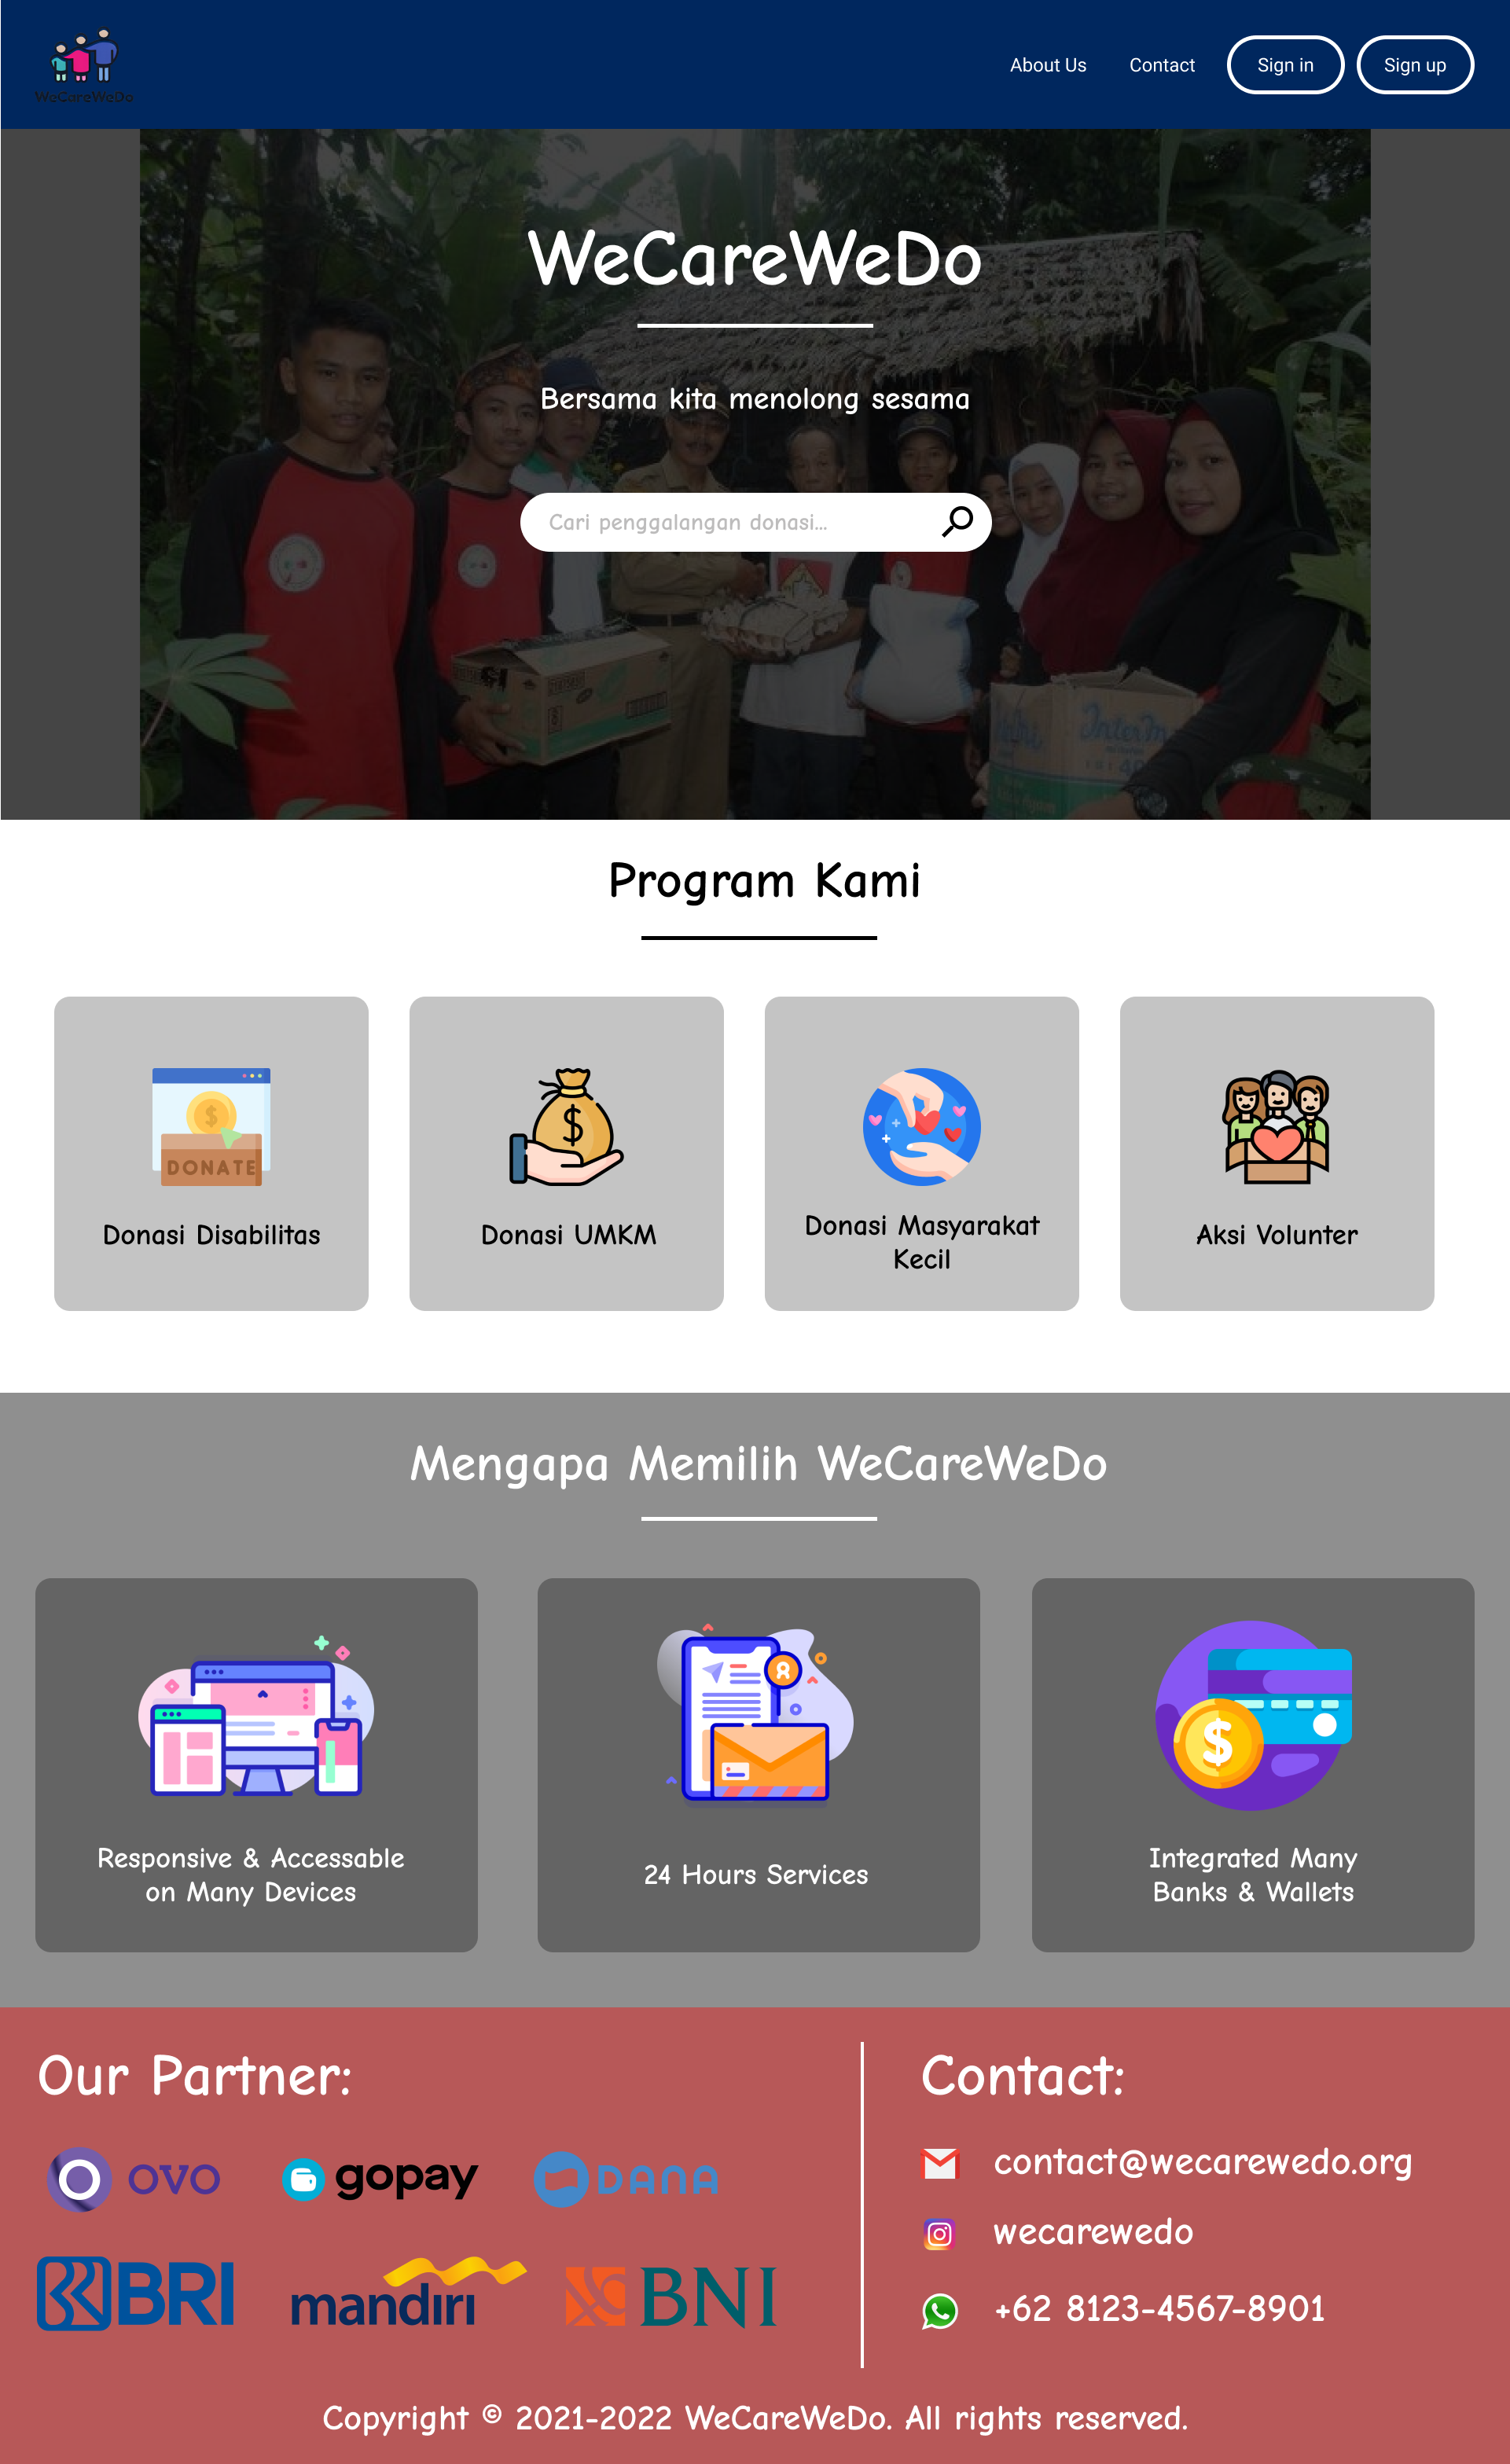 WeCareWeDo
About Us
Contact
Sign in
Sign up
WeCareWeDo
Bersama kita menolong sesama
Cari penggalangan donasi...
Program Kami
DONATE
Donasi Disabilitas
Donasi UMKM
Donasi Masyarakat
Kecil
Aksi Volunter
Mengapa Memilih WeCareWeDo
Responsive & Accessable
on Many Devices
24 Hours Services
Integrated Many
Banks & Wallets
Our Partner:
OVO
gopay
DANA
BRI
mandırı
BNI
Contact:
contact@wecarewedo.org
wecarewedo
+62 8123-4567-8901
Copyright © 2021-2022 WeCareWeDo. All rights reserved.